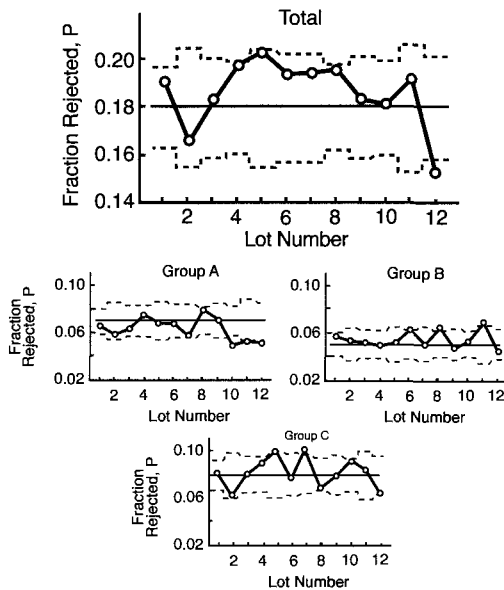 Total
Fraction Rejected, P
0.20
0.18
0.16
0.14
2 4 6 8 10 12
Lot Number
Group A
Fraction
Rejected, P
0.10
0.06
0.02
2 4 6 8 10 12
Lot Number
Group B
Fraction
Rejected, P
0.10
0.06
0.02
2 4 6 8 10 12
Lot Number
Group C
Fraction
Rejected, P
0.10
0.06
0.02
2 4 6 8 10 12
Lot Number